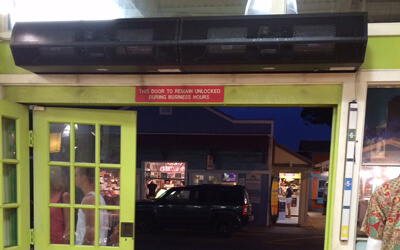 THIS DOOR TO REMAIN UNLOCKED
DURING BUSINESS HOURS